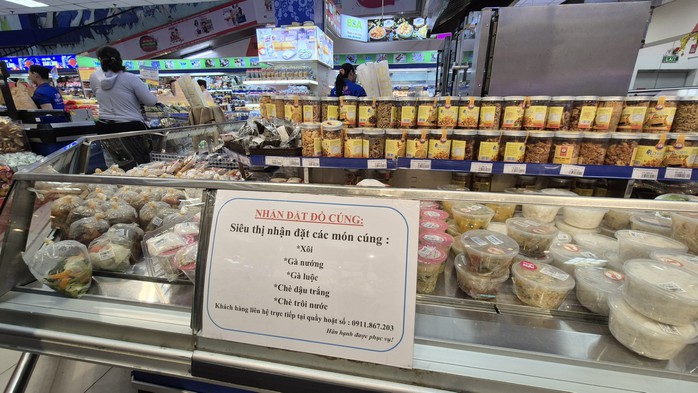 NHẬN ĐẶT ĐỒ CÚNG:
Siêu thị nhận đặt các món cúng :
*Xôi
*Gà nướng
*Gà luộc
*Chè đậu trắng
*Chè trôi nước
Khách hàng liên hệ trực tiếp tại quầy hoặt số : 0911.867.203
Hân hạnh được phục vụ!